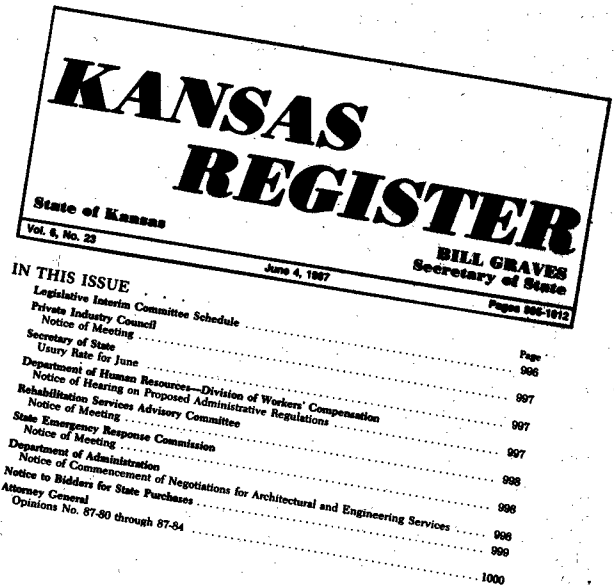 KANSAS
REGISTER
State of Kansas
BILL GRAVES
Secretary of State
Vol. 6, No. 23
June 4, 1987
Pages 995-1012
IN THIS ISSUE . . . .
Page
Legislative Interim Committee Schedule . . . . . . . . 996
Private Industry Council
Notice of Meeting . . . . . . . . 997
Secretary of State
Usury Rate for June . . . . . . . . 997
Department of Human Resources—Division of Workers' Compensation
Notice of Hearing on Proposed Administrative Regulations . . . . . . . . 997
Rehabilitation Services Advisory Committee
Notice of Meeting . . . . . . . . 998
State Emergency Response Commission
Notice of Meeting . . . . . . . . 998
Department of Administration
Notice of Commencement of Negotiations for Architectural and Engineering Services . . . . . . 998
Notice to Bidders for State Purchases . . . . . . . . 999
Attorney General
Opinions No. 87-80 through 87-84 . . . . . . . . 1000